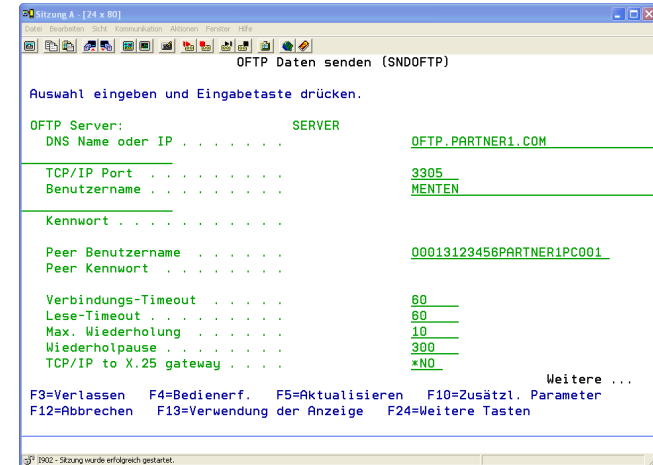 Sitzung A - [24 x 80]
Datei Bearbeiten Sicht Kommunikation Aktionen Fenster Hilfe
OFTP Daten senden (SNDOFTP)
Auswahl eingeben und Eingabetaste drücken.
OFTP Server: SERVER
DNS Name oder IP . . . . . . . OFTP.PARTNER1.COM
TCP/IP Port . . . . . . . . . 3305
Benutzername . . . . . . . . . MENTEN
Kennwort . . . . . . . . . . .
Peer Benutzername . . . . . . OO013123456PARTNER1PC001
Peer Kennwort . . . . . . . .
Verbindungs-Timeout . . . . . 60
Lese-Timeout . . . . . . . . . 60
Max. Wiederholung . . . . . . 10
Wiederholpause . . . . . . . . 300
TCP/IP to X.25 gateway . . . . *NO
Weitere ...
F3=Verlassen F4=Bedienerf. F5=Aktualisieren F10=Zusätzl. Parameter
F12=Abbrechen F13=Verwendung der Anzeige F24=Weitere Tasten
I902 - Sitzung wurde erfolgreich gestartet.